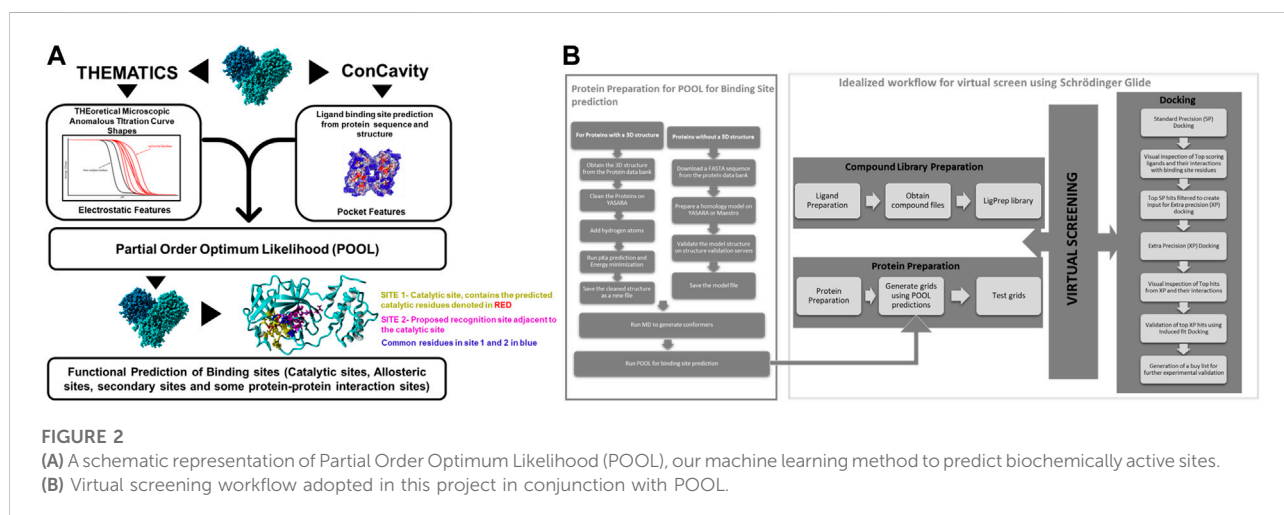 A
THEMATICS
ConCavity
THEoretical Microscopic
Anomalous TItration Curve
Shapes
Electrostatic Features
Ligand binding site prediction
from protein sequence and
structure
Pocket Features
Partial Order Optimum Likelihood (POOL)
SITE 1- Catalytic site, contains the predicted
catalytic residues denoted in RED
SITE 2- Proposed recognition site adjacent to
the catalytic site
Common residues in site 1 and 2 in blue
Functional Prediction of Binding sites (Catalytic sites, Allosteric
sites, secondary sites and some protein-protein interaction sites)
B
Protein Preparation for POOL for Binding Site
prediction
For Proteins with a 3D structure
Obtain the 3D structure
from the Protein data bank
Clean the Proteins on
YASARA
Add hydrogen atoms
Run pKa prediction and
Energy minimization
Save the cleaned structure
as a new file
Proteins without a 3D structure
Download a FASTA sequence
from the protein data bank
Prepare a homology model on
YASARA or Maestro
Validate the model structure
on structure validation servers
Save the model file
Run MD to generate conformers
Run POOL for binding site prediction
Idealized workflow for virtual screen using Schrödinger Glide
Compound Library Preparation
Ligand
Preparation
Obtain
compound files
LigPrep library
Protein Preparation
Protein
Preparation
Generate grids
using POOL
predictions
Test grids
VIRTUAL SCREENING
Docking
Standard Precision (SP)
Docking
Visual Inspection of Top scoring
ligands and their interactions
with binding site residues
Top SP hits filtered to create
input for Extra precision (XP)
docking
Extra Precision (XP) Docking
Visual Inspection of Top hits
from XP and their interactions
Validation of top XP hits using
Induced fit Docking
Generation of a buy list for
further experimental validation
FIGURE 2
(A) A schematic representation of Partial Order Optimum Likelihood (POOL), our machine learning method to predict biochemically active sites.
(B) Virtual screening workflow adopted in this project in conjunction with POOL.